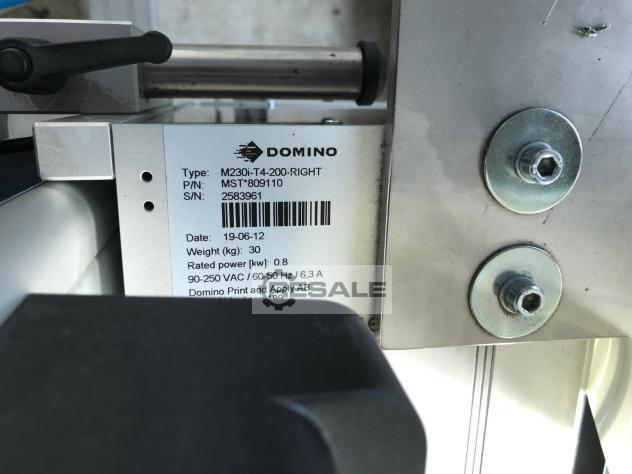 DOMINO
Type: M230i-T4-200-RIGHT
P/N: MST*809110
S/N: 2583961
Date: 19-06-12
Weight (kg): 30
Rated power [kw]: 0.8
90-250 VAC / 60-50 Hz / 6,3 A
Domino Print and Apply AB
RESALE